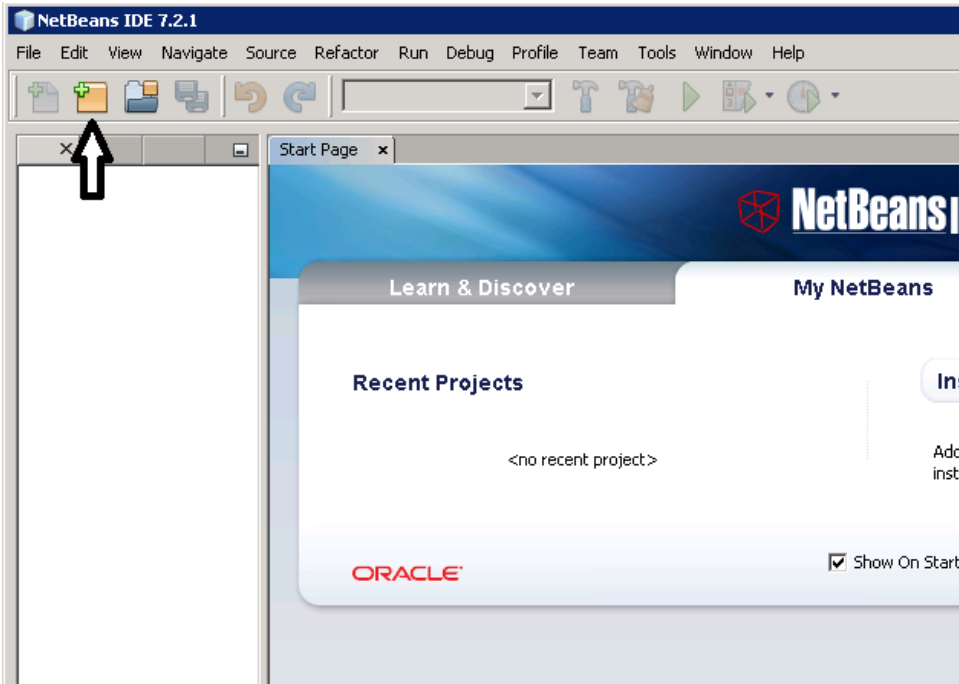 NetBeans IDE 7.2.1
File Edit View Navigate Source Refactor Run Debug Profile Team Tools Window Help
Start Page
NetBeans
Learn & Discover
My NetBeans
Recent Projects
<no recent project>
ORACLE
Show On Start